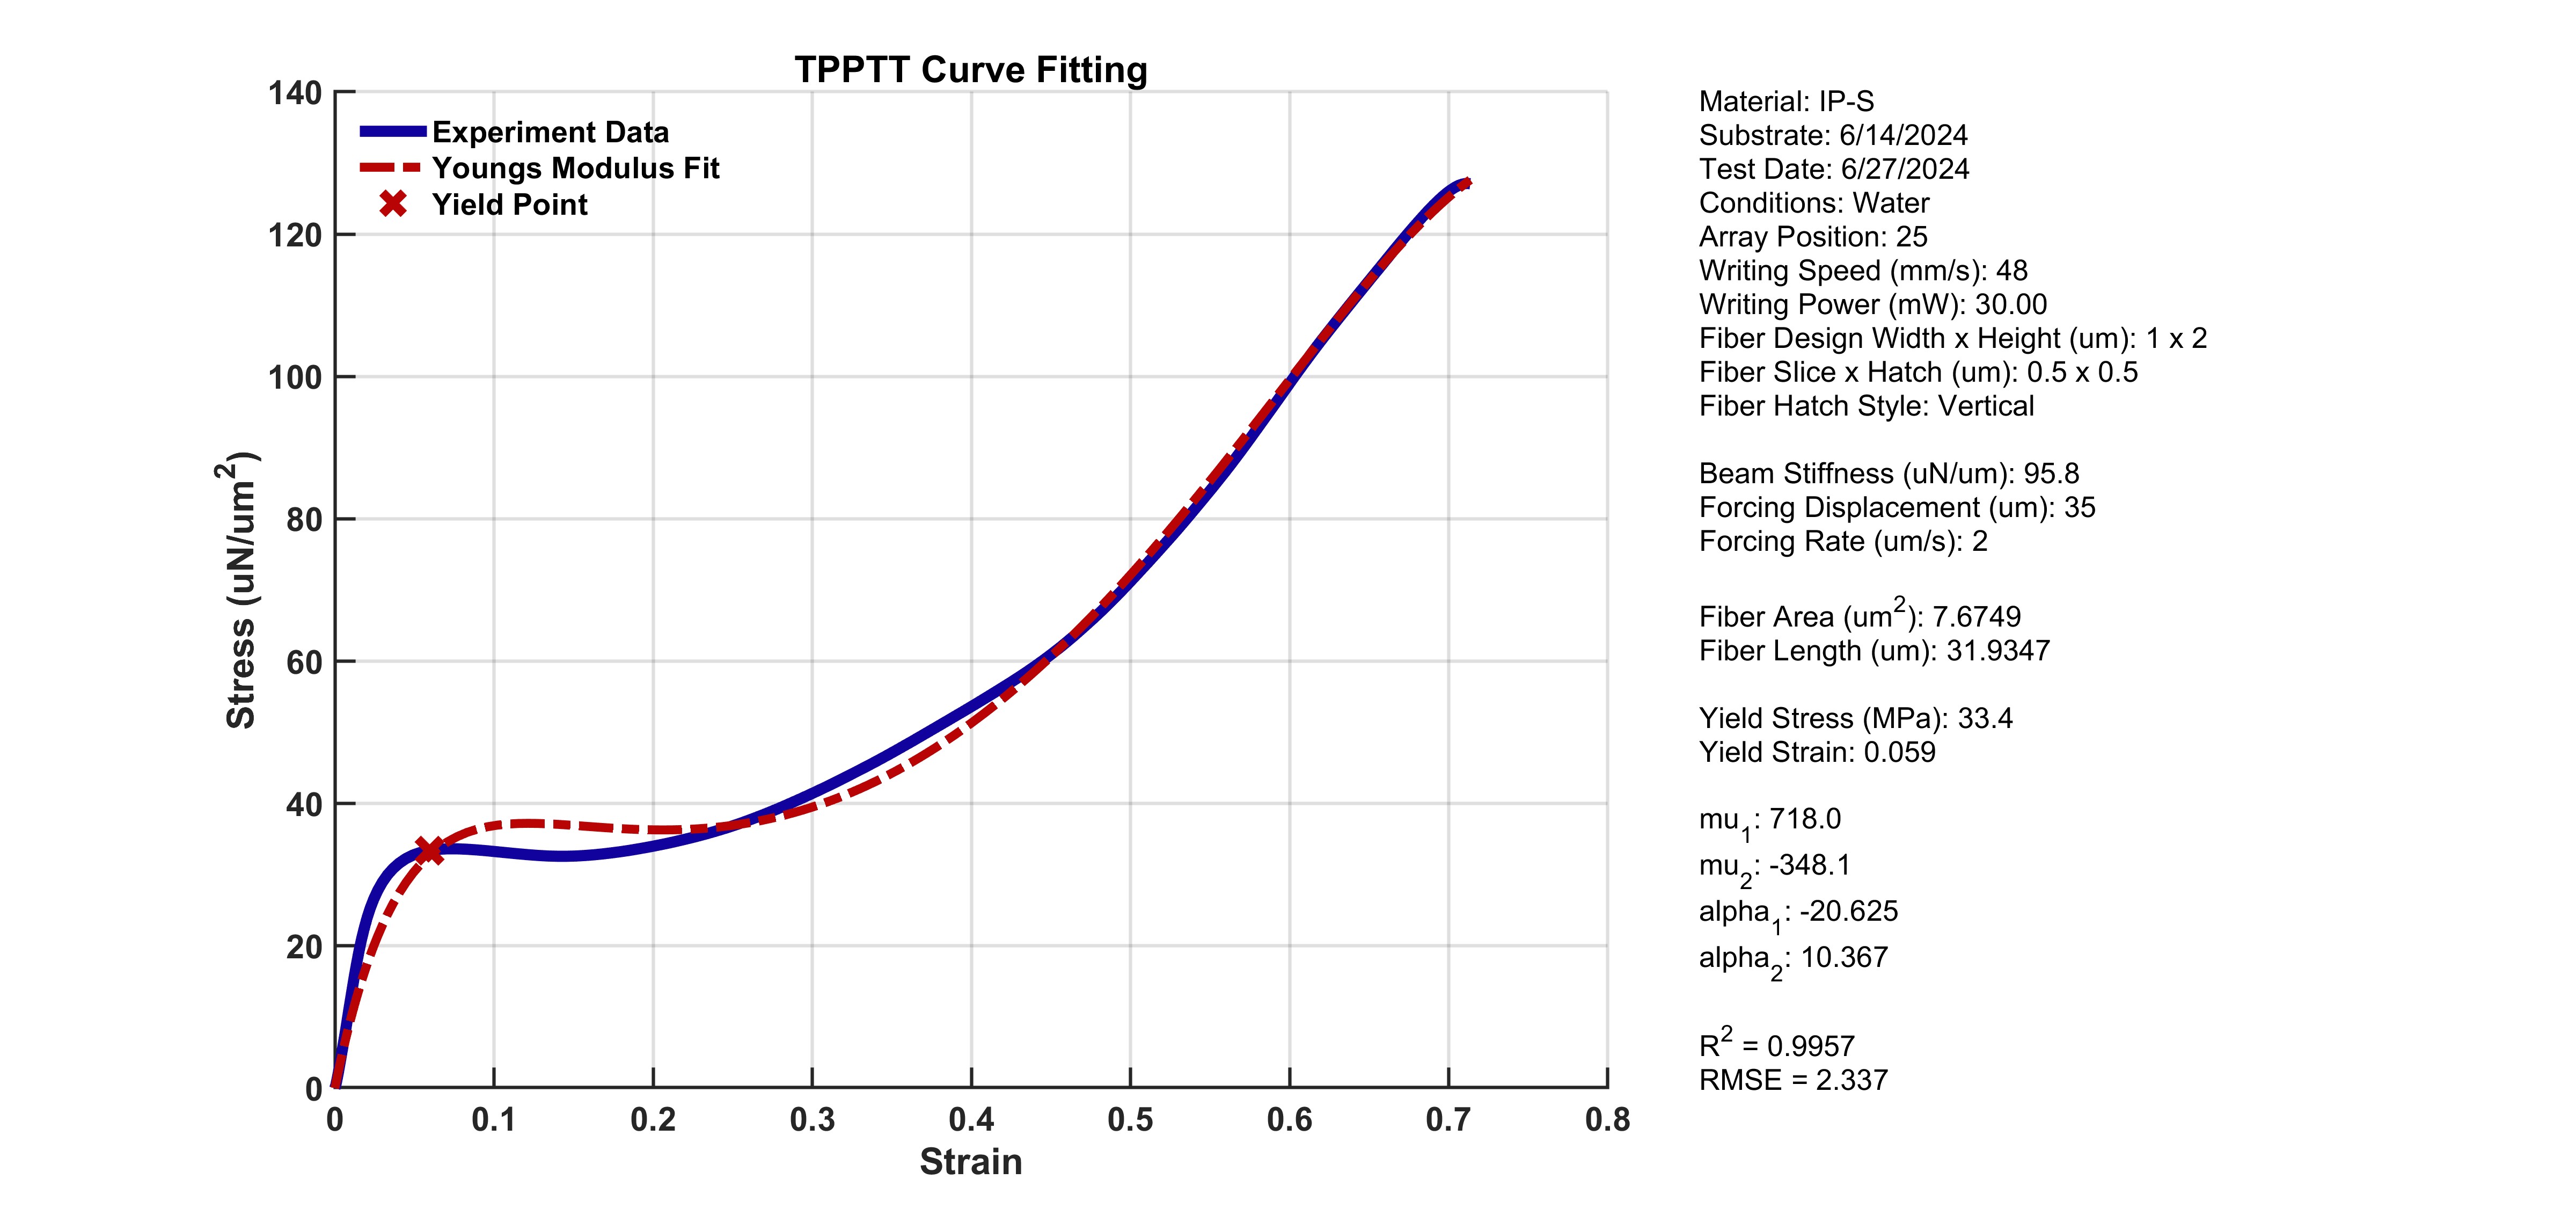 TPPTT Curve Fitting
140
120
100
80
60
40
20
0
Stress (uN/um²)
Experiment Data
Youngs Modulus Fit
Yield Point
0 0.1 0.2 0.3 0.4 0.5 0.6 0.7 0.8
Strain
Material: IP-S
Substrate: 6/14/2024
Test Date: 6/27/2024
Conditions: Water
Array Position: 25
Writing Speed (mm/s): 48
Writing Power (mW): 30.00
Fiber Design Width x Height (um): 1 x 2
Fiber Slice x Hatch (um): 0.5 x 0.5
Fiber Hatch Style: Vertical
Beam Stiffness (uN/um): 95.8
Forcing Displacement (um): 35
Forcing Rate (um/s): 2
Fiber Area (um²): 7.6749
Fiber Length (um): 31.9347
Yield Stress (MPa): 33.4
Yield Strain: 0.059
mu₁: 718.0
mu₂: -348.1
alpha₁: -20.625
alpha₂: 10.367
R² = 0.9957
RMSE = 2.337